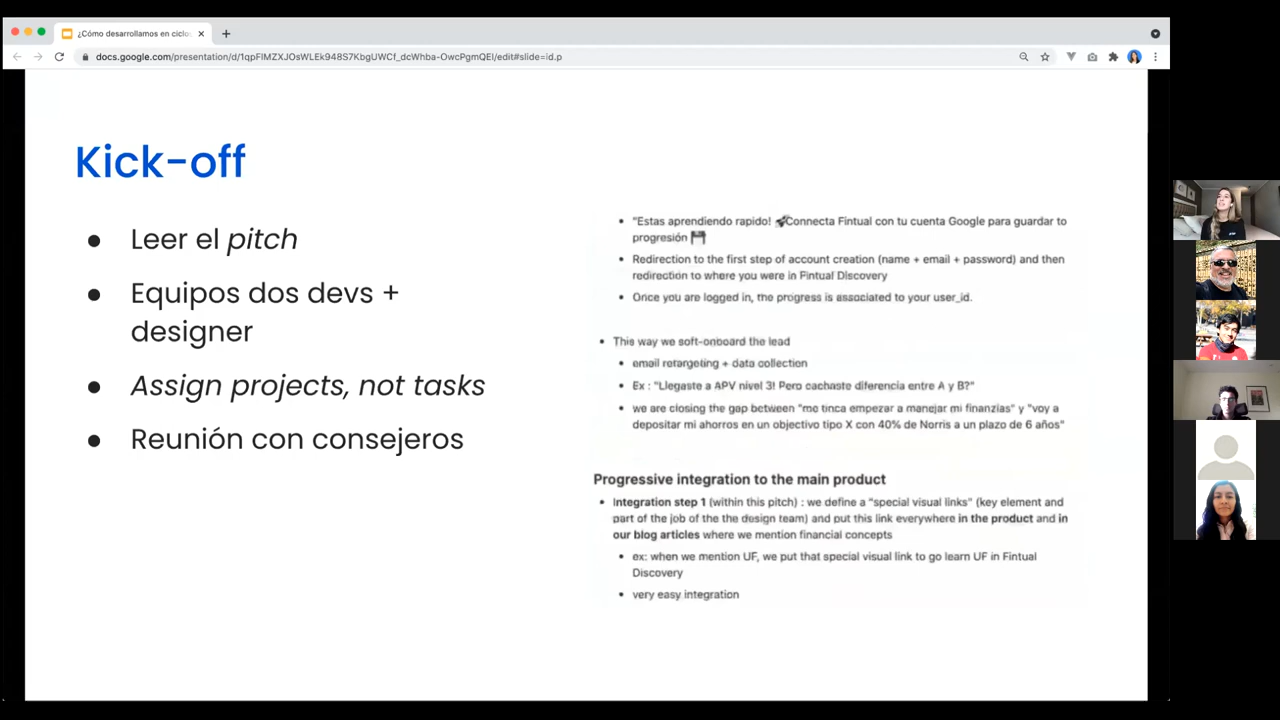 ¿Cómo desarrollamos en ciclo
docs.google.com/presentation/d/1qpFIMZXJOsWLEk948S7KbgUWCf_dcWhba-OwcPgmQEI/edit#slide=id.p
Kick-off
● Leer el pitch
● Equipos dos devs +
designer
● Assign projects, not tasks
● Reunión con consejeros
• "Estas aprendiendo rapido! 🚀Connecta Fintual con tu cuenta Google para guardar to
progresión 💾
• Redirection to the first step of account creation (name + email + password) and then
redirection to where you were in Fintual Discovery
• Once you are logged in, the progress is associated to your user_id.
• This way we soft-onboard the lead
• email retargeting + data collection
• Ex : "Llegaste a APV nivel 3! Pero cachaste diferencia entre A y B?"
• we are closing the gap between "me tinca empezar a manejar mi finanzias" y "voy a
depositar mi ahorros en un objectivo tipo X con 40% de Norris a un plazo de 6 años"
Progressive integration to the main product
• Integration step 1 (within this pitch) : we define a "special visual links" (key element and
part of the job of the the design team) and put this link everywhere in the product and in
our blog articles where we mention financial concepts
• ex: when we mention UF, we put that special visual link to go learn UF in Fintual
Discovery
• very easy integration